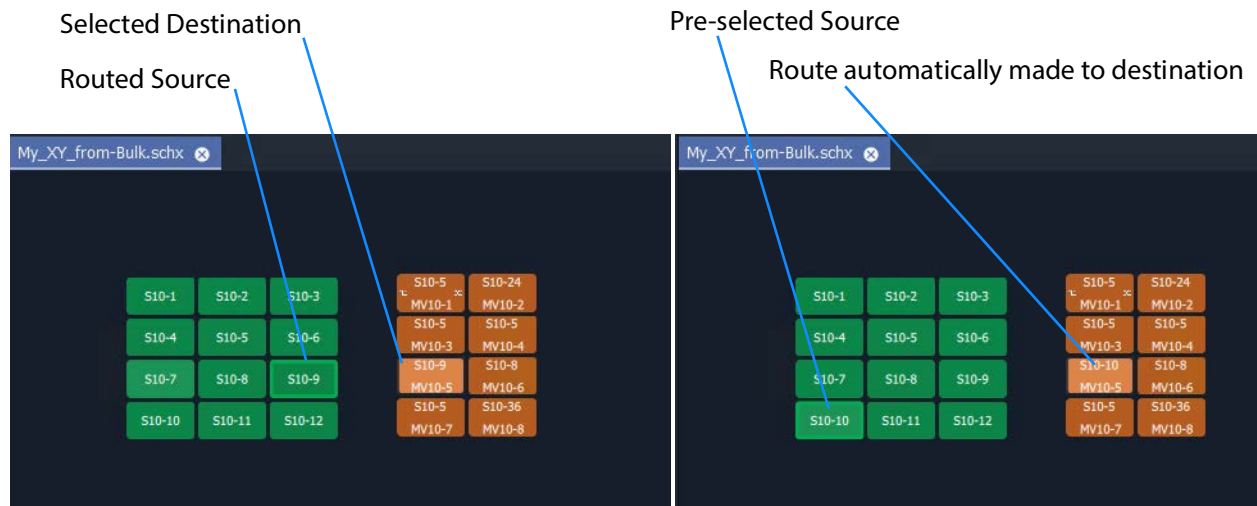 Selected Destination
Pre-selected Source
Routed Source
Route automatically made to destination
My_XY_from-Bulk.schx
S10-1 S10-2 S10-3
S10-4 S10-5 S10-6
S10-7 S10-8 S10-9
S10-10 S10-11 S10-12
S10-5 S10-24
MV10-1 MV10-2
S10-5 S10-5
MV10-3 MV10-4
S10-9 S10-8
MV10-5 MV10-6
S10-5 S10-36
MV10-7 MV10-8
My_XY_from-Bulk.schx
S10-1 S10-2 S10-3
S10-4 S10-5 S10-6
S10-7 S10-8 S10-9
S10-10 S10-11 S10-12
S10-5 S10-24
MV10-1 MV10-2
S10-5 S10-5
MV10-3 MV10-4
S10-10 S10-8
MV10-5 MV10-6
S10-5 S10-36
MV10-7 MV10-8